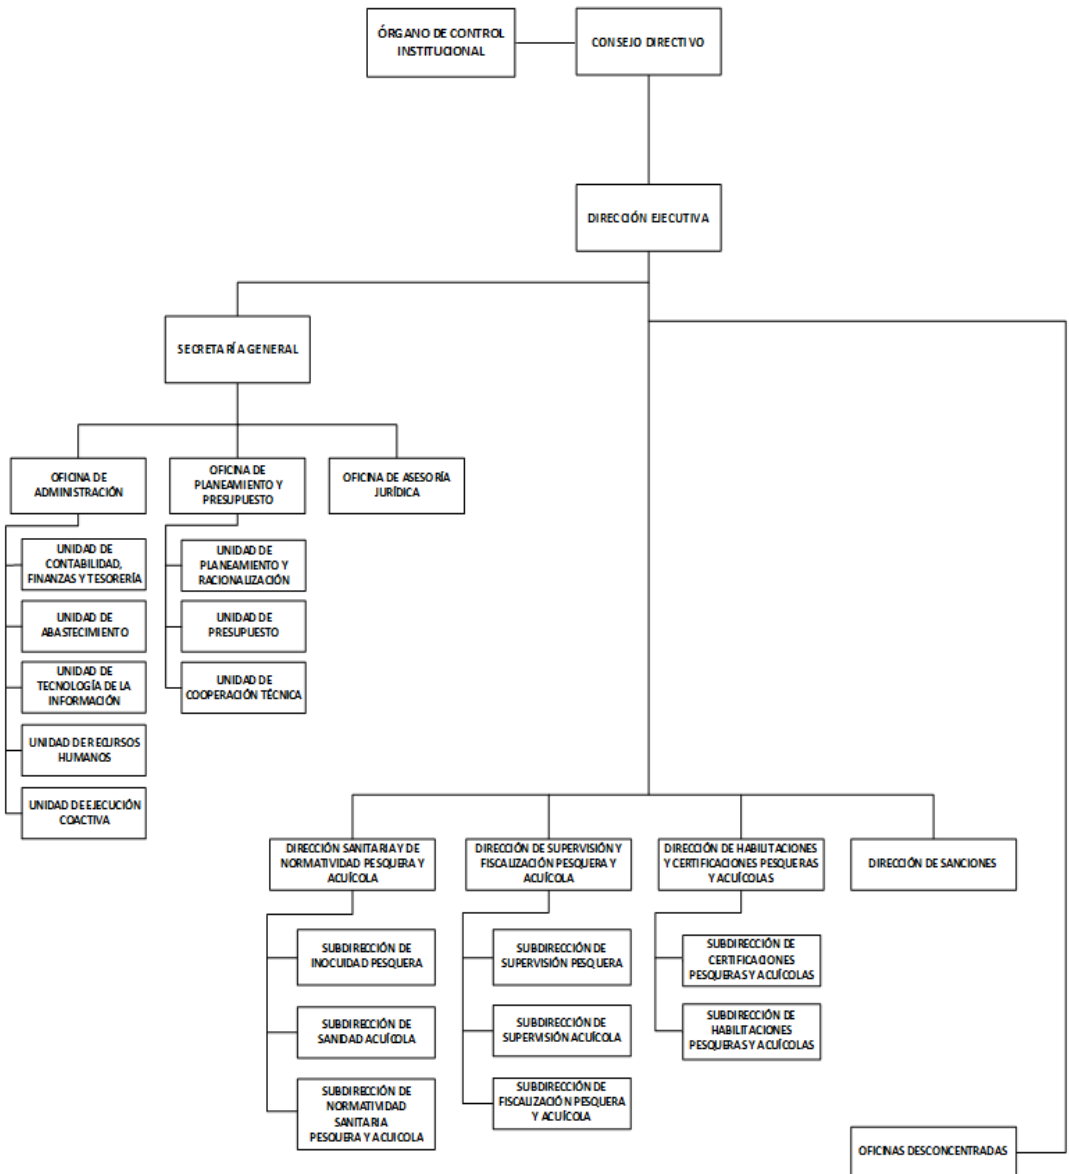 ÓRGANO DE CONTROL
INSTITUCIONAL
CONSEJO DIRECTIVO
DIRECCIÓN EJECUTIVA
SECRETARÍA GENERAL
OFICINA DE
ADMINISTRACIÓN
OFICINA DE
PLANEAMIENTO Y
PRESUPUESTO
OFICINA DE ASESORÍA
JURÍDICA
UNIDAD DE
CONTABILIDAD,
FINANZAS Y TESORERÍA
UNIDAD DE
ABASTECIMIENTO
UNIDAD DE
TECNOLOGÍA DE LA
INFORMACIÓN
UNIDAD DE RECURSOS
HUMANOS
UNIDAD DE EJECUCIÓN
COACTIVA
UNIDAD DE
PLANEAMIENTO Y
RACIONALIZACIÓN
UNIDAD DE
PRESUPUESTO
UNIDAD DE
COOPERACIÓN TÉCNICA
DIRECCIÓN SANITARIA Y DE
NORMATIVIDAD PESQUERA Y
ACUÍCOLA
DIRECCIÓN DE SUPERVISIÓN Y
FISCALIZACIÓN PESQUERA Y
ACUÍCOLA
DIRECCIÓN DE HABILITACIONES
Y CERTIFICACIONES PESQUERAS
Y ACUÍCOLAS
DIRECCIÓN DE SANCIONES
SUBDIRECCIÓN DE
INOCUIDAD PESQUERA
SUBDIRECCIÓN DE
SANIDAD ACUÍCOLA
SUBDIRECCIÓN DE
NORMATIVIDAD
SANITARIA
PESQUERA Y ACUICOLA
SUBDIRECCIÓN DE
SUPERVISIÓN PESQUERA
SUBDIRECCIÓN DE
SUPERVISIÓN ACUÍCOLA
SUBDIRECCIÓN DE
FISCALIZACIÓN PESQUERA
Y ACUÍCOLA
SUBDIRECCIÓN DE
CERTIFICACIONES
PESQUERAS Y ACUÍCOLAS
SUBDIRECCIÓN DE
HABILITACIONES
PESQUERAS Y ACUÍCOLAS
OFICINAS DESCONCENTRADAS